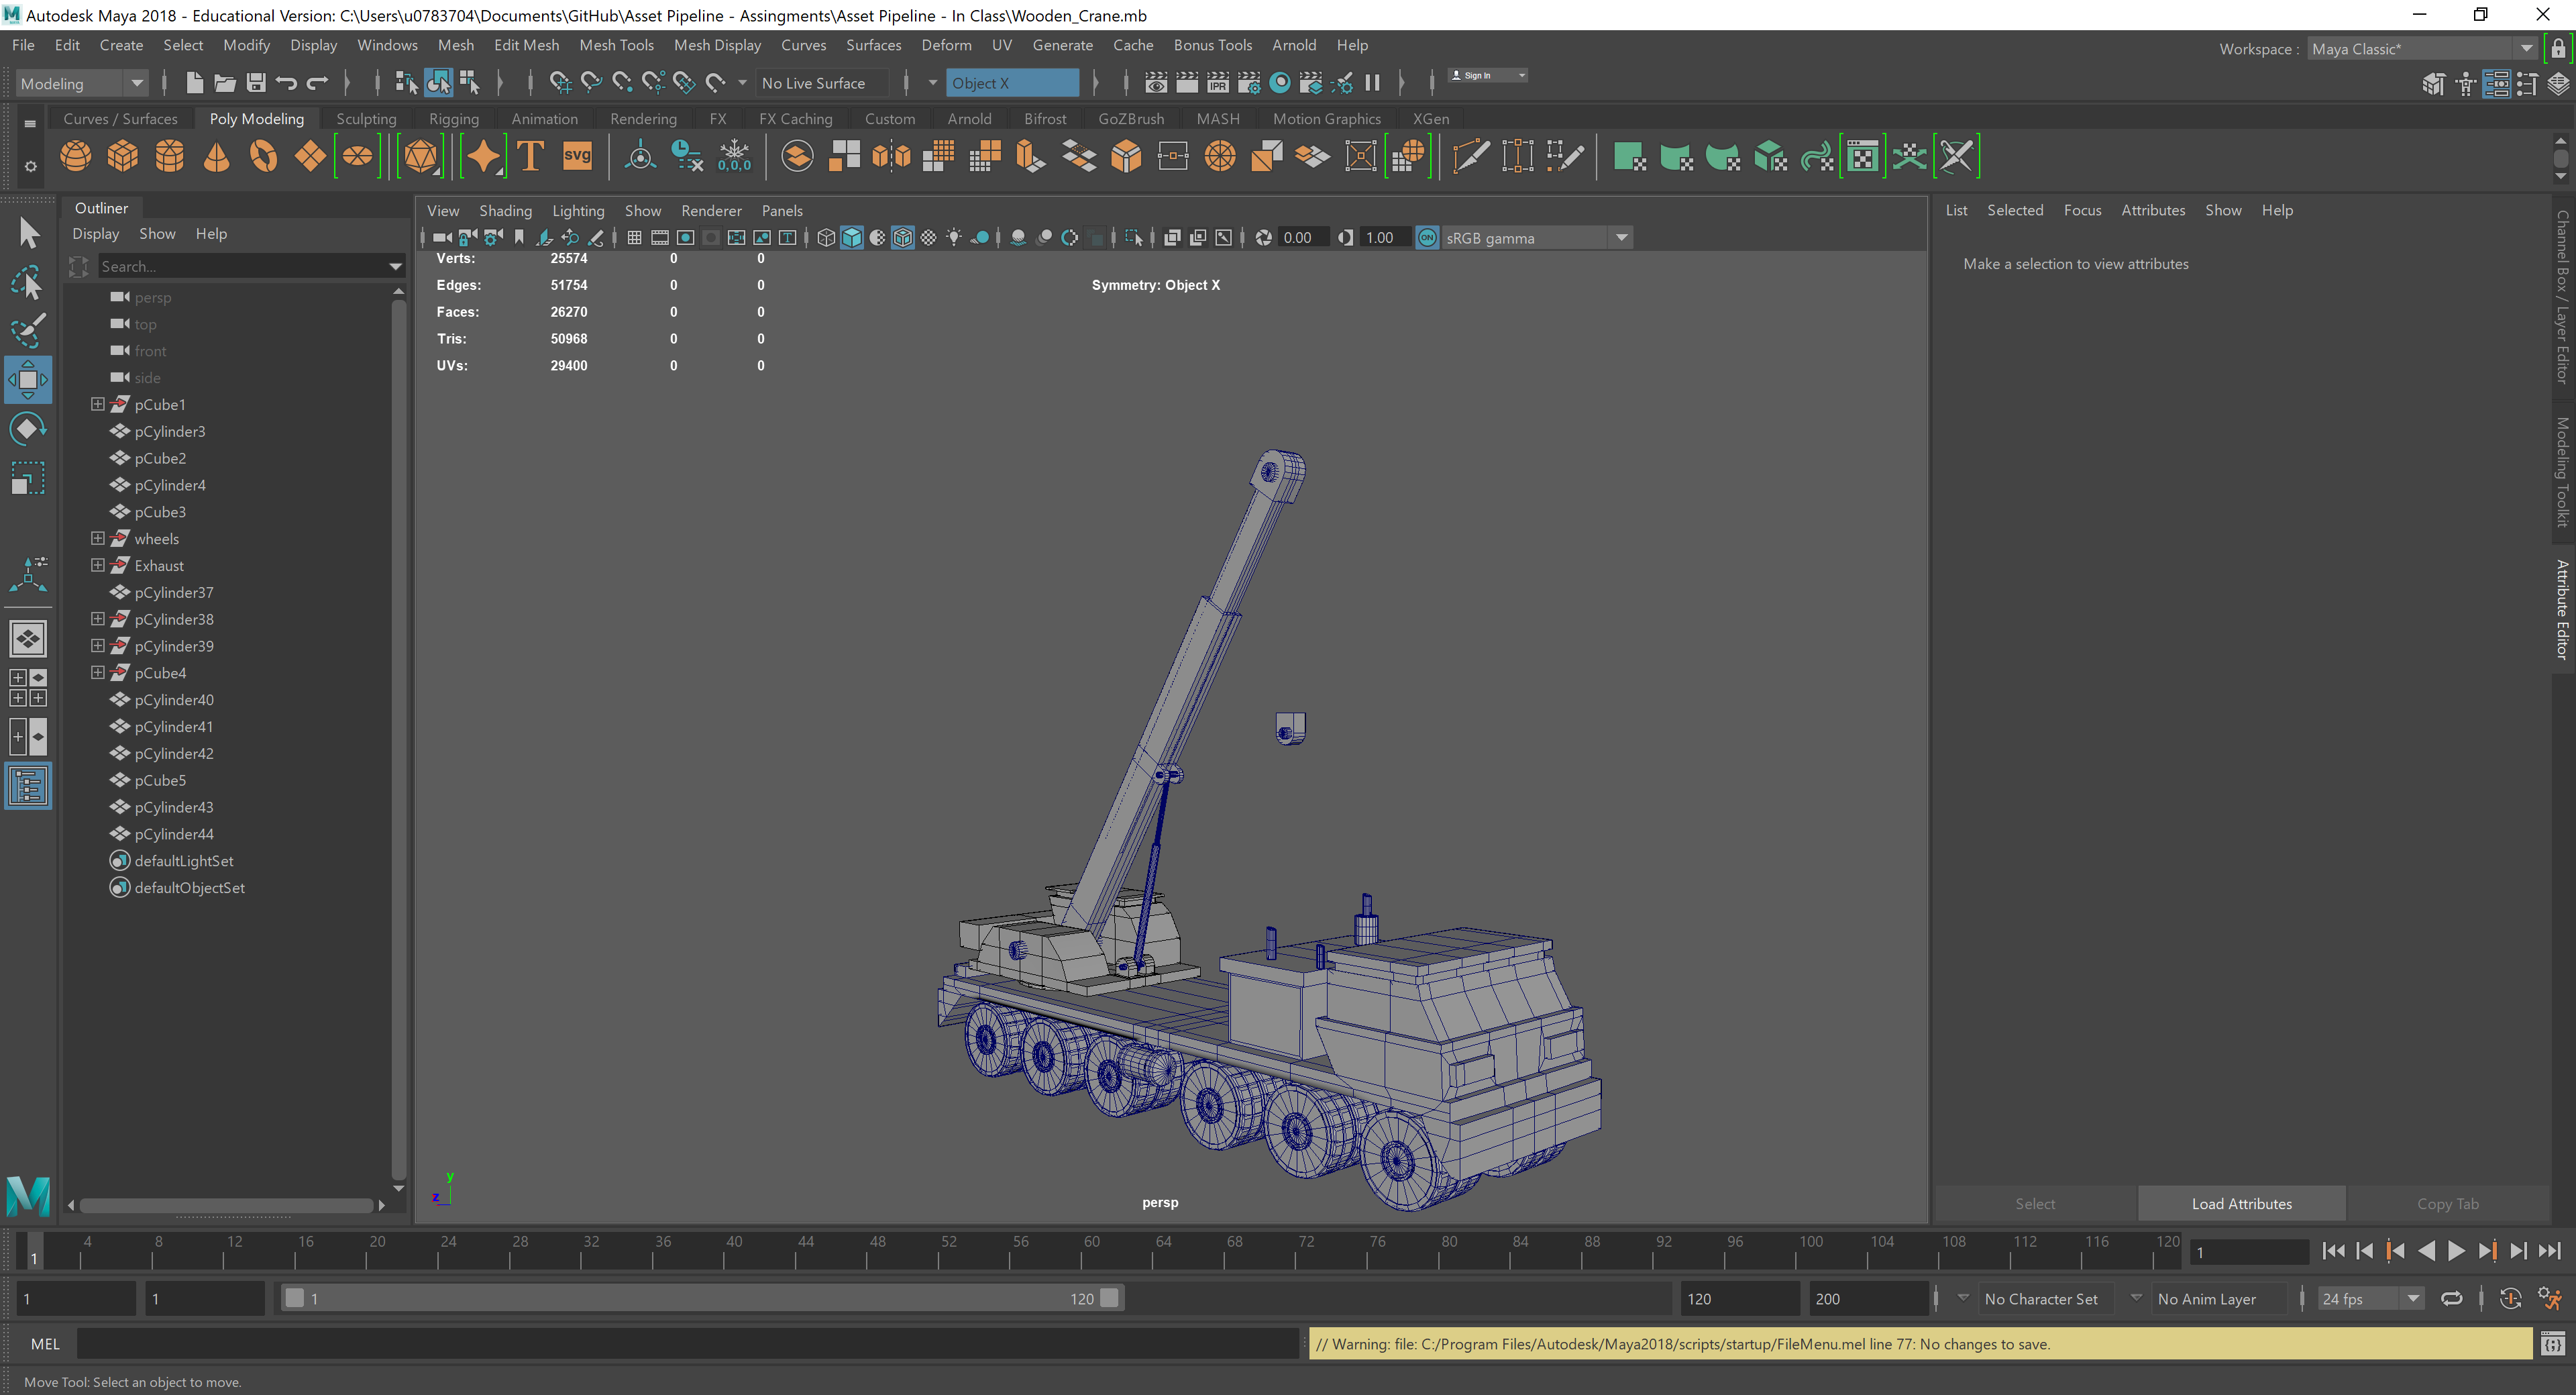 Autodesk Maya 2018 - Educational Version: C:\Users\u0783704\Documents\GitHub\Asset Pipeline - Assingments\Asset Pipeline - In Class\Wooden_Crane.mb
File Edit Create Select Modify Display Windows Mesh Edit Mesh Mesh Tools Mesh Display Curves Surfaces Deform UV Generate Cache Bonus Tools Arnold Help
Workspace : Maya Classic*
Modeling No Live Surface Object X IPR Sign In
Curves / Surfaces Poly Modeling Sculpting Rigging Animation Rendering FX FX Caching Custom Arnold Bifrost GoZBrush MASH Motion Graphics XGen
T svg 0,0,0
Outliner
Display Show Help
Search...
persp
top
front
side
pCube1
pCylinder3
pCube2
pCylinder4
pCube3
wheels
Exhaust
pCylinder37
pCylinder38
pCylinder39
pCube4
pCylinder40
pCylinder41
pCylinder42
pCube5
pCylinder43
pCylinder44
defaultLightSet
defaultObjectSet
View Shading Lighting Show Renderer Panels
0.00 1.00 ON sRGB gamma
Verts: 25574 0 0
Edges: 51754 0 0
Faces: 26270 0 0
Tris: 50968 0 0
UVs: 29400 0 0
Symmetry: Object X
y
z
persp
List Selected Focus Attributes Show Help
Make a selection to view attributes
Channel Box / Layer Editor
Modeling Toolkit
Attribute Editor
Select Load Attributes Copy Tab
1 4 8 12 16 20 24 28 32 36 40 44 48 52 56 60 64 68 72 76 80 84 88 92 96 100 104 108 112 116 120 1
1 1 1 120 120 200 No Character Set No Anim Layer 24 fps
MEL // Warning: file: C:/Program Files/Autodesk/Maya2018/scripts/startup/FileMenu.mel line 77: No changes to save.
Move Tool: Select an object to move.